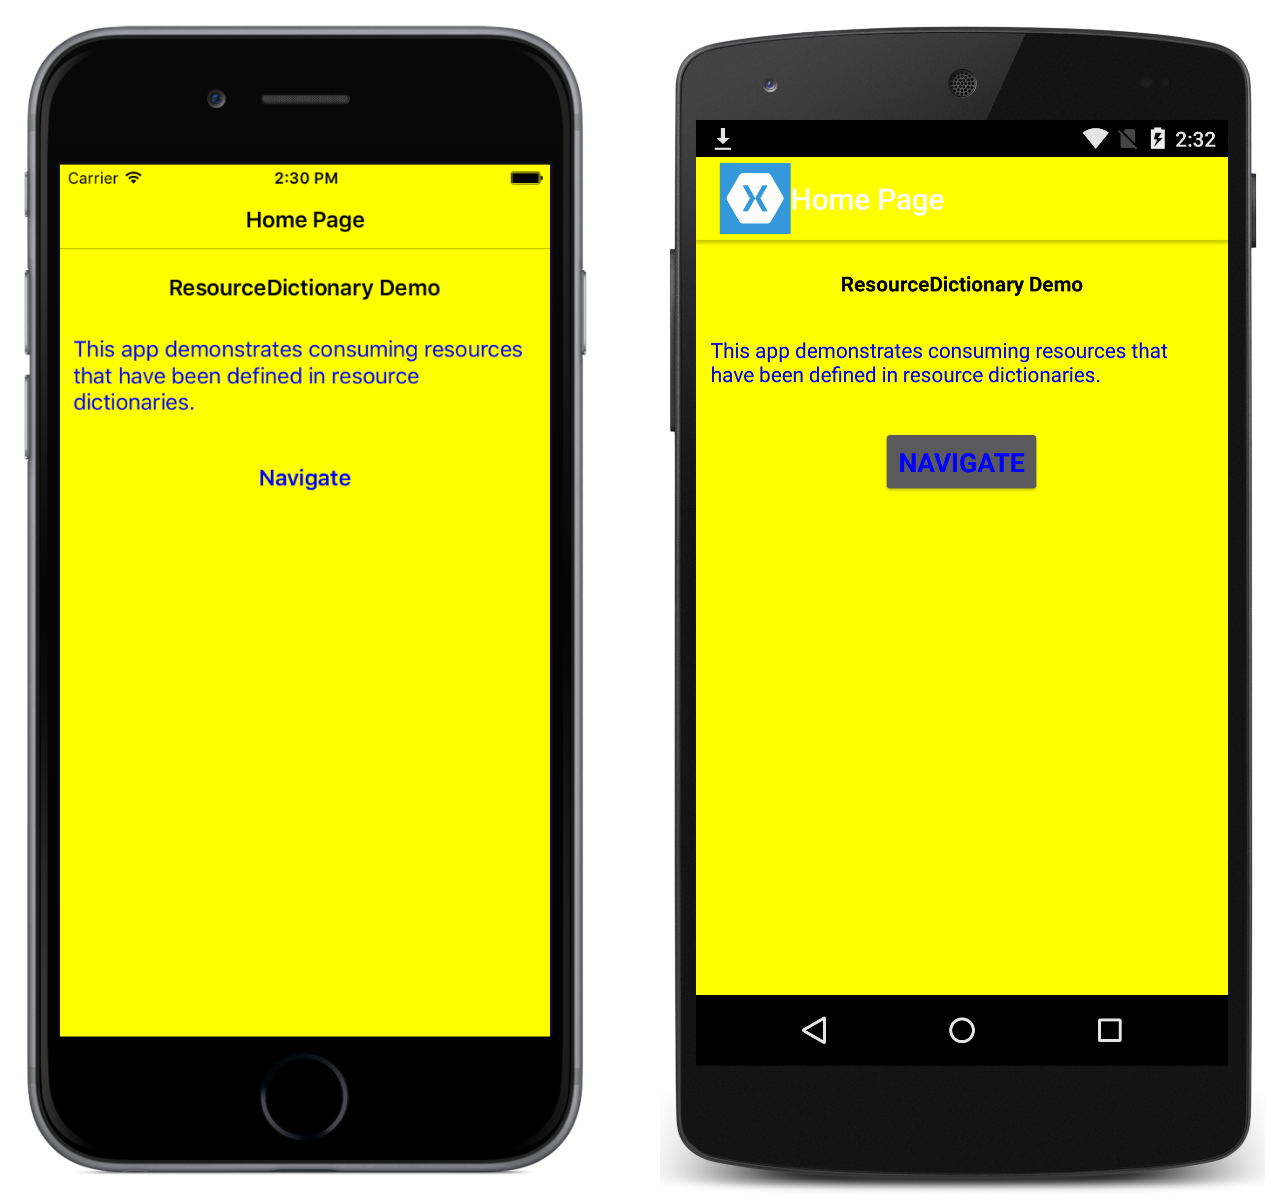 Carrier 2:30 PM
Home Page
ResourceDictionary Demo
This app demonstrates consuming resources
that have been defined in resource
dictionaries.
Navigate
2:32
Home Page
ResourceDictionary Demo
This app demonstrates consuming resources that
have been defined in resource dictionaries.
NAVIGATE